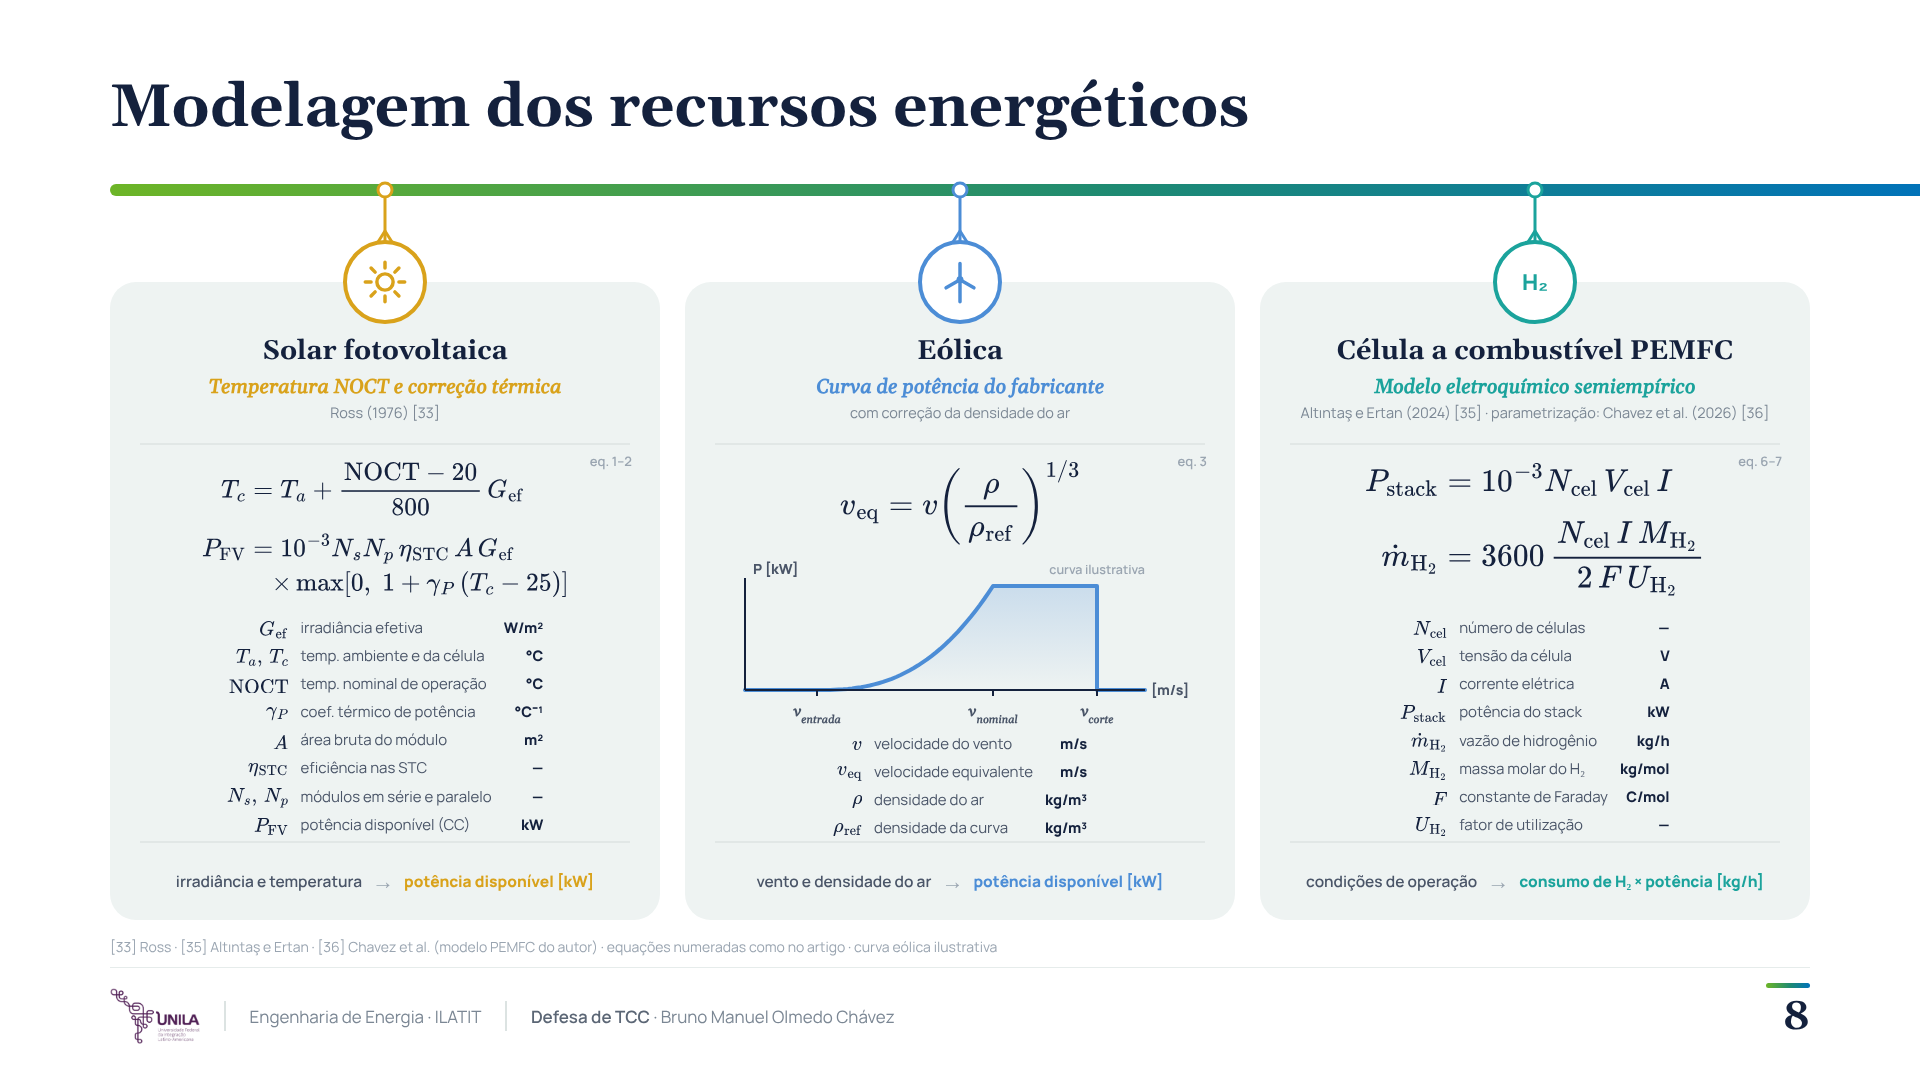 Modelagem dos recursos energéticos
Solar fotovoltaica
Temperatura NOCT e correção térmica
Ross (1976) [33]
eq. 1–2
T_c = T_a + (NOCT − 20)/800 G_ef
P_FV = 10^−3 N_s N_p η_STC A G_ef
× max[0, 1 + γ_P (T_c − 25)]
G_ef irradiância efetiva W/m²
T_a, T_c temp. ambiente e da célula °C
NOCT temp. nominal de operação °C
γ_P coef. térmico de potência °C⁻¹
A área bruta do módulo m²
η_STC eficiência nas STC –
N_s, N_p módulos em série e paralelo –
P_FV potência disponível (CC) kW
irradiância e temperatura → potência disponível [kW]
Eólica
Curva de potência do fabricante
com correção da densidade do ar
eq. 3
v_eq = v(ρ/ρ_ref)^1/3
P [kW]
curva ilustrativa
[m/s]
v_entrada v_nominal v_corte
v velocidade do vento m/s
v_eq velocidade equivalente m/s
ρ densidade do ar kg/m³
ρ_ref densidade da curva kg/m³
vento e densidade do ar → potência disponível [kW]
H₂
Célula a combustível PEMFC
Modelo eletroquímico semiempírico
Altıntaş e Ertan (2024) [35] · parametrização: Chavez et al. (2026) [36]
eq. 6–7
P_stack = 10^−3 N_cel V_cel I
ṁ_H₂ = 3600 (N_cel I M_H₂)/(2 F U_H₂)
N_cel número de células –
V_cel tensão da célula V
I corrente elétrica A
P_stack potência do stack kW
ṁ_H₂ vazão de hidrogênio kg/h
M_H₂ massa molar do H₂ kg/mol
F constante de Faraday C/mol
U_H₂ fator de utilização –
condições de operação → consumo de H₂ × potência [kg/h]
[33] Ross · [35] Altıntaş e Ertan · [36] Chavez et al. (modelo PEMFC do autor) · equações numeradas como no artigo · curva eólica ilustrativa
UNILA
Universidade Federal
da Integração
Latino-Americana
Engenharia de Energia · ILATIT
Defesa de TCC · Bruno Manuel Olmedo Chávez
8